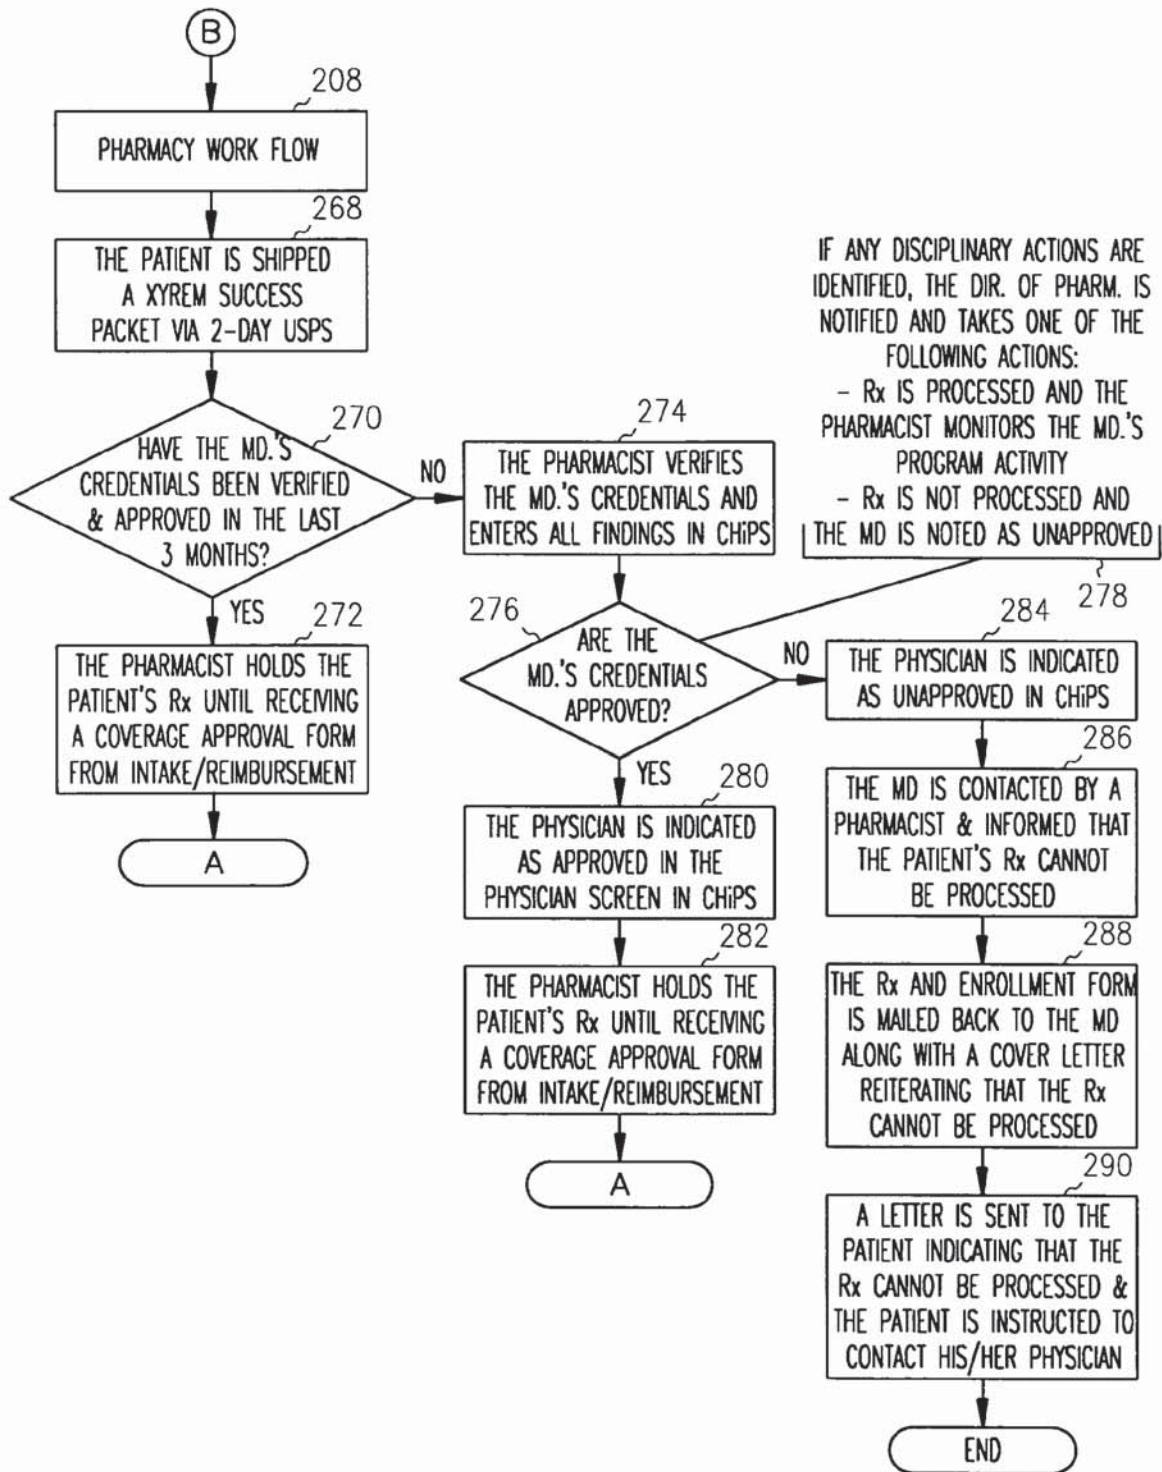 B
208
PHARMACY WORK FLOW
268
THE PATIENT IS SHIPPED
A XYREM SUCCESS
PACKET VIA 2-DAY USPS
270
HAVE THE MD.'S
CREDENTIALS BEEN VERIFIED
& APPROVED IN THE LAST
3 MONTHS?
NO
YES
272
THE PHARMACIST HOLDS THE
PATIENT'S Rx UNTIL RECEIVING
A COVERAGE APPROVAL FORM
FROM INTAKE/REIMBURSEMENT
A
274
THE PHARMACIST VERIFIES
THE MD.'S CREDENTIALS AND
ENTERS ALL FINDINGS IN CHiPS
276
ARE THE
MD.'S CREDENTIALS
APPROVED?
NO
YES
IF ANY DISCIPLINARY ACTIONS ARE
IDENTIFIED, THE DIR. OF PHARM. IS
NOTIFIED AND TAKES ONE OF THE
FOLLOWING ACTIONS:
- Rx IS PROCESSED AND THE
PHARMACIST MONITORS THE MD.'S
PROGRAM ACTIVITY
- Rx IS NOT PROCESSED AND
THE MD IS NOTED AS UNAPPROVED
278
280
THE PHYSICIAN IS INDICATED
AS APPROVED IN THE
PHYSICIAN SCREEN IN CHiPS
282
THE PHARMACIST HOLDS THE
PATIENT'S Rx UNTIL RECEIVING
A COVERAGE APPROVAL FORM
FROM INTAKE/REIMBURSEMENT
A
284
THE PHYSICIAN IS INDICATED
AS UNAPPROVED IN CHiPS
286
THE MD IS CONTACTED BY A
PHARMACIST & INFORMED THAT
THE PATIENT'S Rx CANNOT
BE PROCESSED
288
THE Rx AND ENROLLMENT FORM
IS MAILED BACK TO THE MD
ALONG WITH A COVER LETTER
REITERATING THAT THE Rx
CANNOT BE PROCESSED
290
A LETTER IS SENT TO THE
PATIENT INDICATING THAT THE
Rx CANNOT BE PROCESSED &
THE PATIENT IS INSTRUCTED TO
CONTACT HIS/HER PHYSICIAN
END